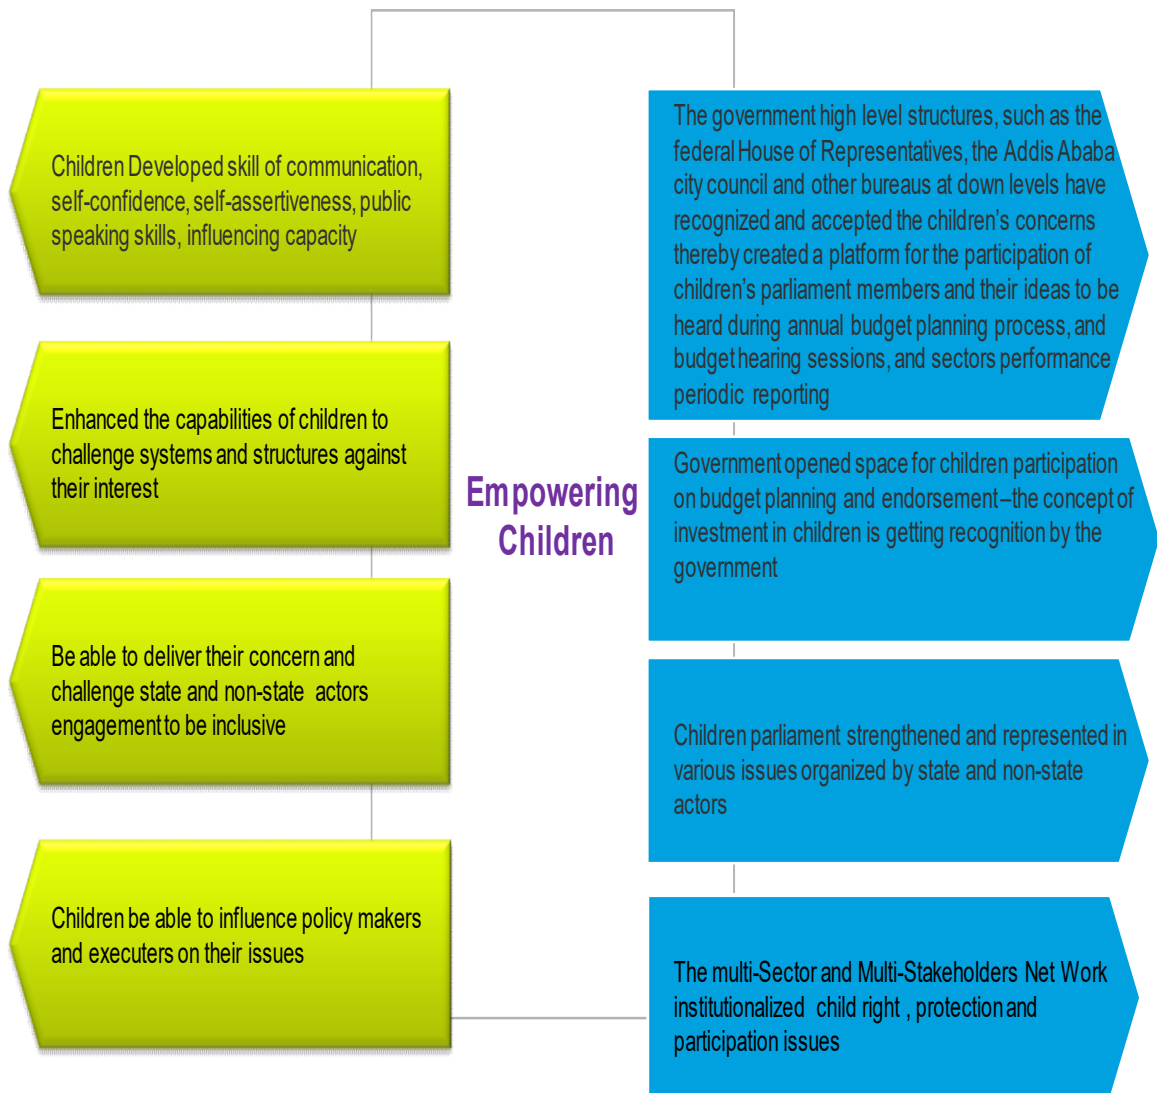 Children Developed skill of communication,
self-confidence, self-assertiveness, public
speaking skills, influencing capacity
Enhanced the capabilities of children to
challenge systems and structures against
their interest
Be able to deliver their concern and
challenge state and non-state actors
engagement to be inclusive
Children be able to influence policy makers
and executers on their issues
Empowering
Children
The government high level structures, such as the
federal House of Representatives, the Addis Ababa
city council and other bureaus at down levels have
recognized and accepted the children’s concerns
thereby created a platform for the participation of
children’s parliament members and their ideas to be
heard during annual budget planning process, and
budget hearing sessions, and sectors performance
periodic reporting
Government opened space for children participation
on budget planning and endorsement –the concept of
investment in children is getting recognition by the
government
Children parliament strengthened and represented in
various issues organized by state and non-state
actors
The multi-Sector and Multi-Stakeholders Net Work
institutionalized child right , protection and
participation issues